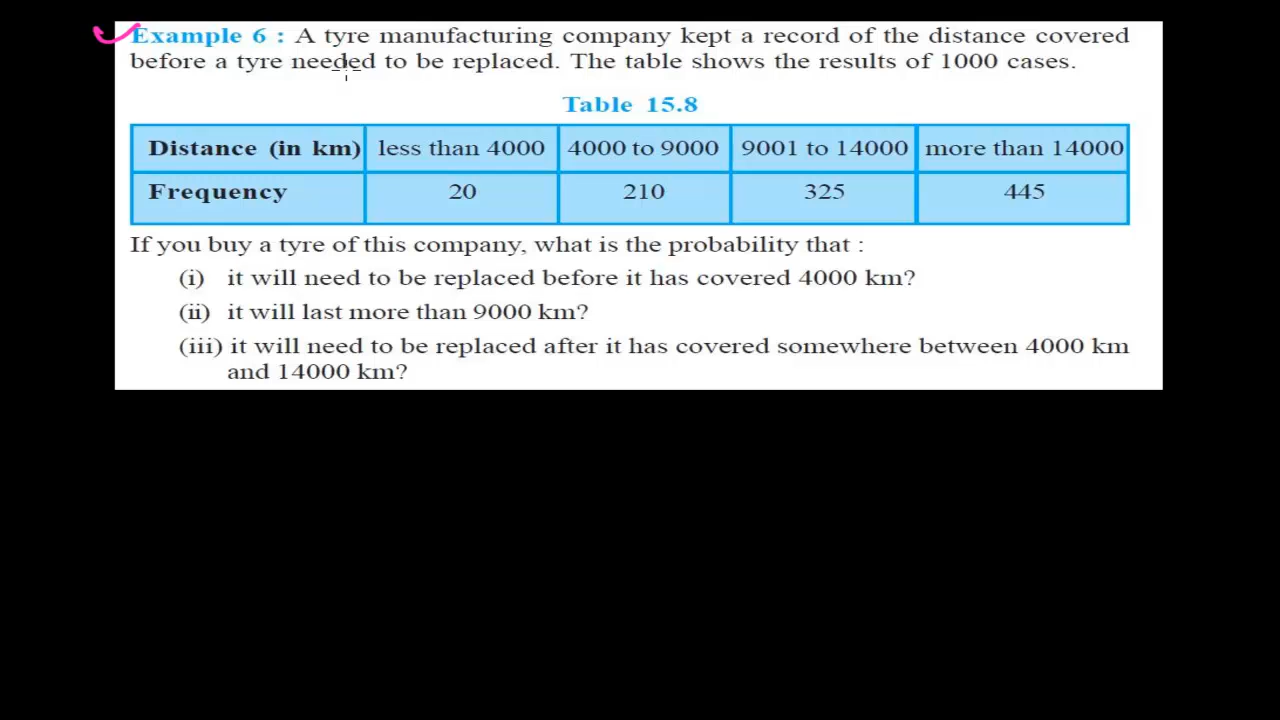 Example 6 : A tyre manufacturing company kept a record of the distance covered
before a tyre needed to be replaced. The table shows the results of 1000 cases.
Table 15.8
Distance (in km) less than 4000 4000 to 9000 9001 to 14000 more than 14000
Frequency 20 210 325 445
If you buy a tyre of this company, what is the probability that :
(i) it will need to be replaced before it has covered 4000 km?
(ii) it will last more than 9000 km?
(iii) it will need to be replaced after it has covered somewhere between 4000 km
and 14000 km?